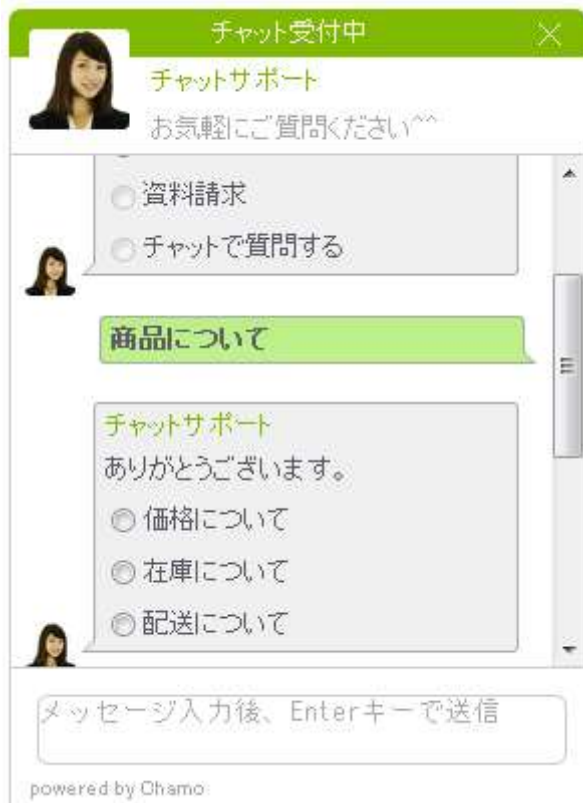 チャット受付中
チャットサポート
お気軽にご質問ください^^
資料請求
チャットで質問する
商品について
チャットサポート
ありがとうございます。
価格について
在庫について
配送について
メッセージ入力後、Enterキーで送信
powered by Chamo